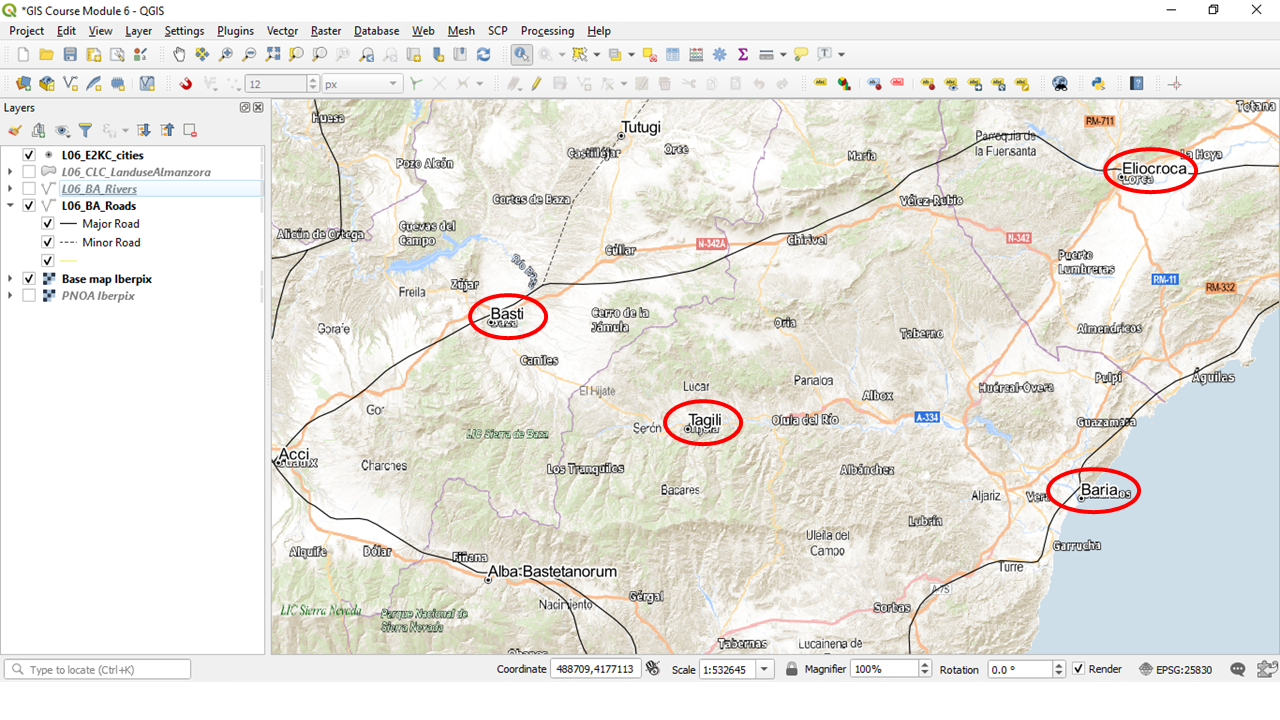 *GIS Course Module 6 - QGIS
Project Edit View Layer Settings Plugins Vector Raster Database Web Mesh SCP Processing Help
12 px
abc
Layers
L06_E2KC_cities
L06_CLC_LanduseAlmanzora
L06_BA_Rivers
L06_BA_Roads
Major Road
Minor Road
Base map Iberpix
PNOA Iberpix
Huesa
Tutugi
RM-711
Totana
Castilléjar
Orce
Parroquia de
la Fuensanta
Pozo Alcón
María
La Hoya
Eliocroca
Lorca
Cortes de Baza
Vélez-Rubio
Alicún de Ortega
Cuevas del
Campo
Cúllar
N-342A
Chirivel
N-342
Puerto
Lumbreras
RM-11
RM-332
Zújar
Freila
Basti
Cerro de la
Jámula
Oria
Taberno
Almendricos
Gorafe
Caniles
Pulpí
Águilas
El Hijate
Lucar
Albox
Huércal-Overa
Gor
Tagili
Serón
Olula del Río
A-334
Guazamara
LIC Sierra de Baza
Acci
Guadix
Charches
Los Tranquiles
Albánchez
Bacares
Aljariz
Vera
Baria
Lubrín
Uleila del
Campo
Garrucha
Alquife
Dólar
Fiñana
Alba Bastetanorum
Turre
A-7S
LIC Sierra Nevada
Parque Nacional de
Sierra Nevada
Nacimiento
Gérgal
Sorbas
Tabernas
Lucainena de
Type to locate (Ctrl+K)
Coordinate 488709,4177113 Scale 1:532645 Magnifier 100% Rotation 0.0 ° Render EPSG:25830